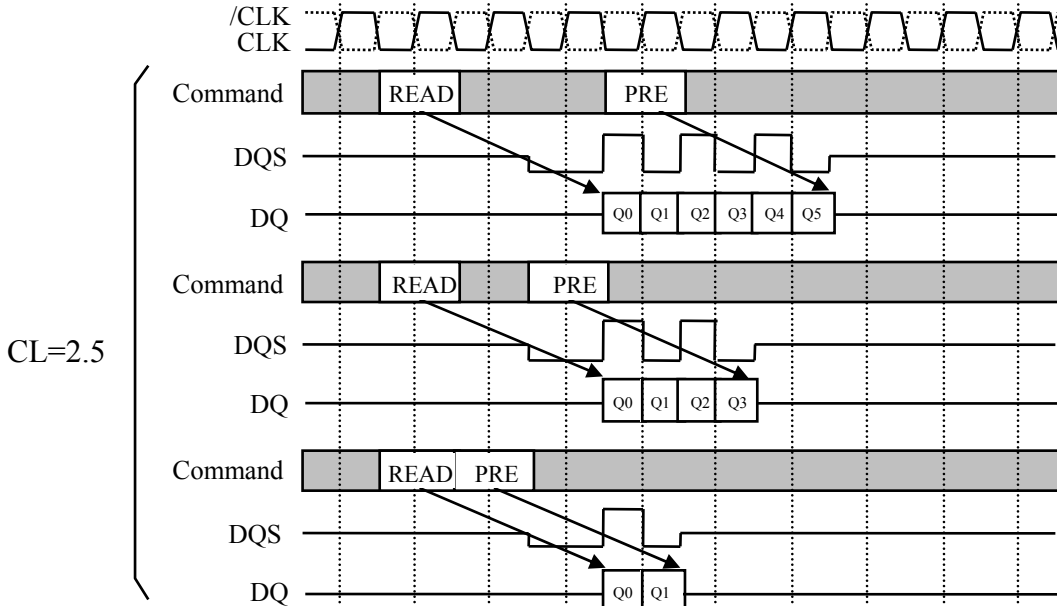 /CLK
CLK
Command READ PRE
DQS
DQ Q0 Q1 Q2 Q3 Q4 Q5
Command READ PRE
CL=2.5
DQS
DQ Q0 Q1 Q2 Q3
Command READ PRE
DQS
DQ Q0 Q1